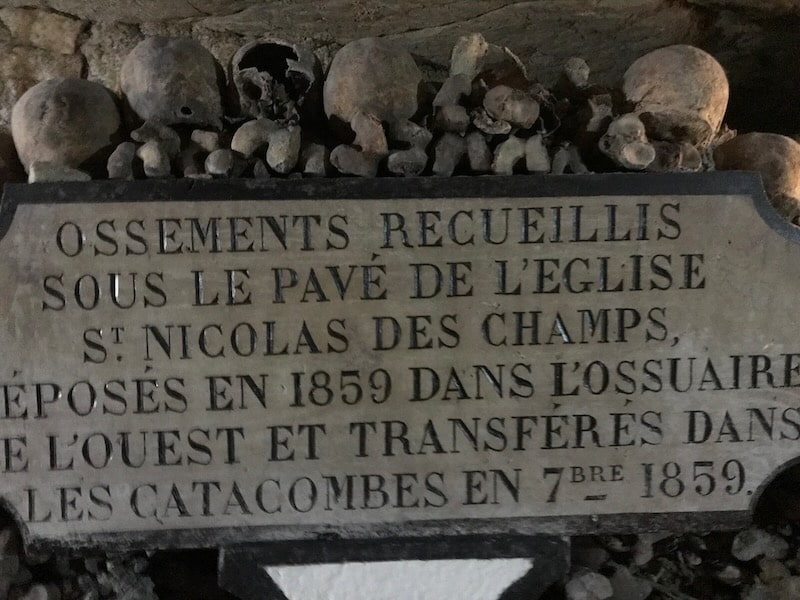 OSSEMENTS RECUEILLIS
SOUS LE PAVÉ DE L'EGLISE
ST. NICOLAS DES CHAMPS,
ÉPOSÉS EN 1859 DANS L'OSSUAIRE
E L'OUEST ET TRANSFÉRÉS DANS
LES CATACOMBES EN 7BRE 1859.